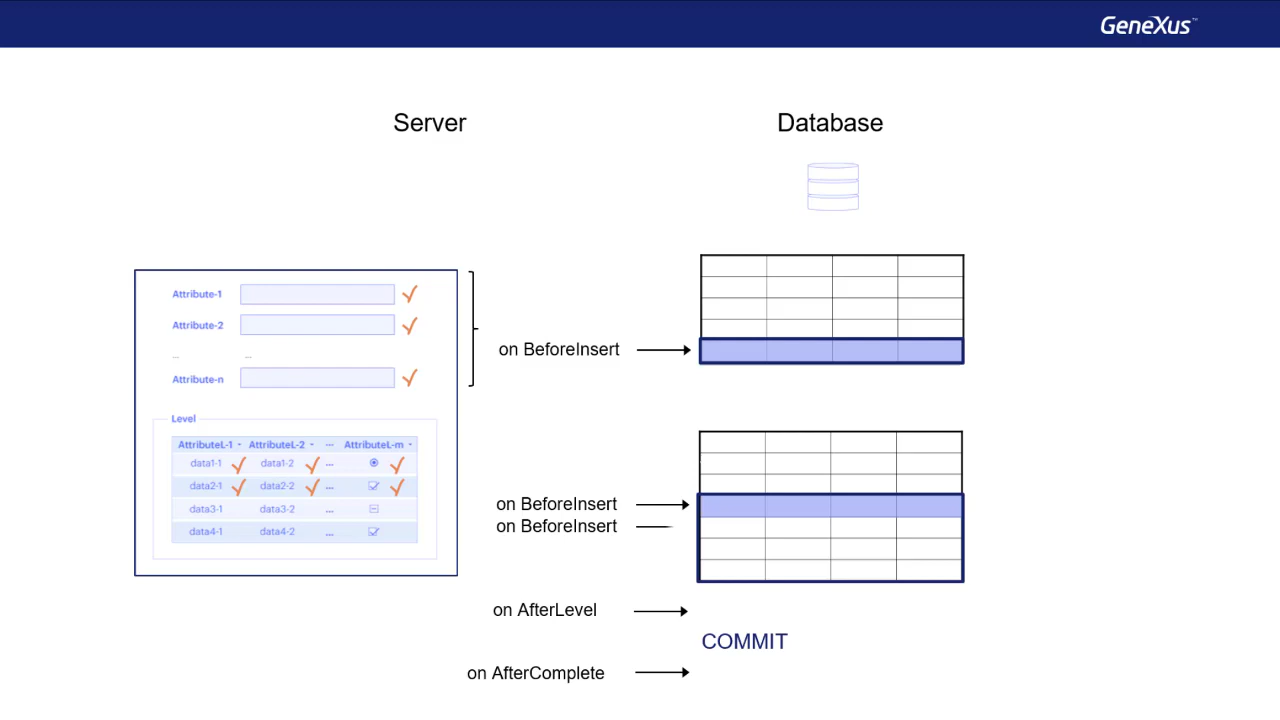 GeneXus™
Server
Database
Attribute-1
Attribute-2
...
...
Attribute-n
on BeforeInsert
Level
AttributeL-1
AttributeL-2
...
AttributeL-m
data1-1
data1-2
...
data2-1
data2-2
...
data3-1
data3-2
...
data4-1
data4-2
...
on BeforeInsert
on BeforeInsert
on AfterLevel
COMMIT
on AfterComplete